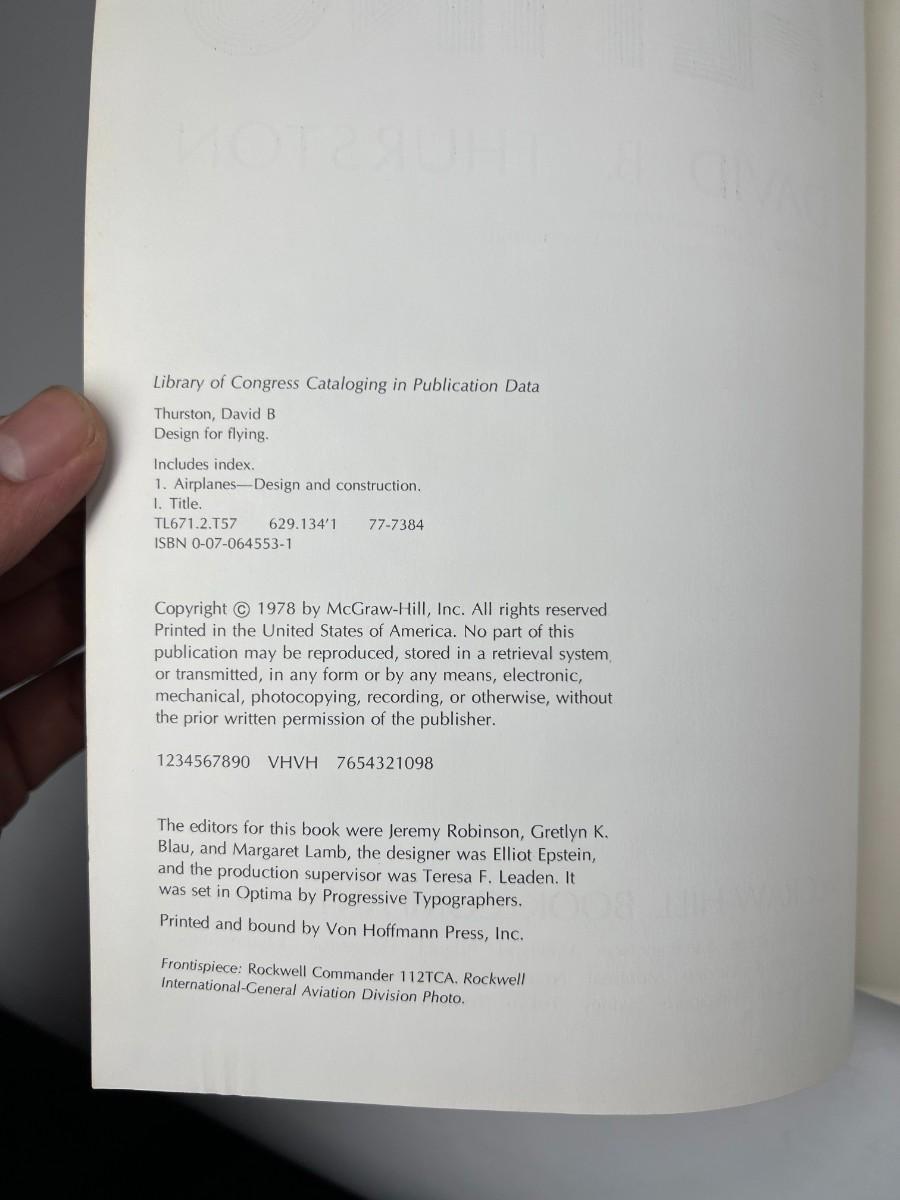 Library of Congress Cataloging in Publication Data
Thurston, David B
Design for flying.
Includes index.
1. Airplanes—Design and construction.
I. Title.
TL671.2.T57 629.134'1 77-7384
ISBN 0-07-064553-1
Copyright © 1978 by McGraw-Hill, Inc. All rights reserved
Printed in the United States of America. No part of this
publication may be reproduced, stored in a retrieval system,
or transmitted, in any form or by any means, electronic,
mechanical, photocopying, recording, or otherwise, without
the prior written permission of the publisher.
1234567890 VHVH 7654321098
The editors for this book were Jeremy Robinson, Gretlyn K.
Blau, and Margaret Lamb, the designer was Elliot Epstein,
and the production supervisor was Teresa F. Leaden. It
was set in Optima by Progressive Typographers.
Printed and bound by Von Hoffmann Press, Inc.
Frontispiece: Rockwell Commander 112TCA. Rockwell
International-General Aviation Division Photo.